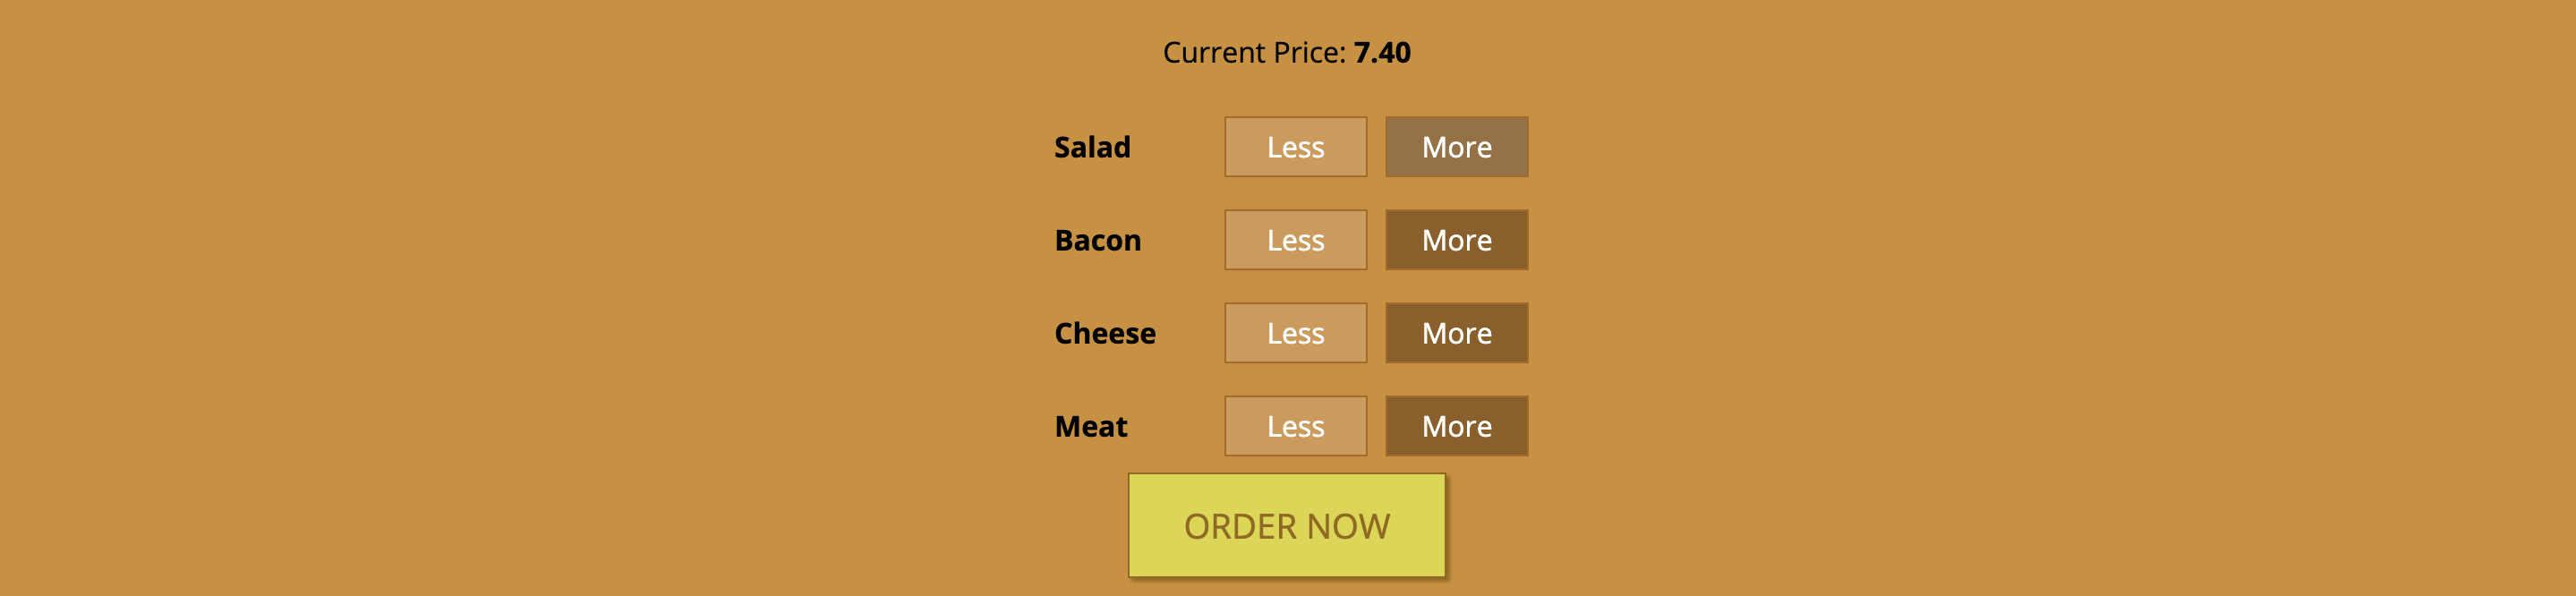 Current Price: 7.40
Salad Less More
Bacon Less More
Cheese Less More
Meat Less More
ORDER NOW